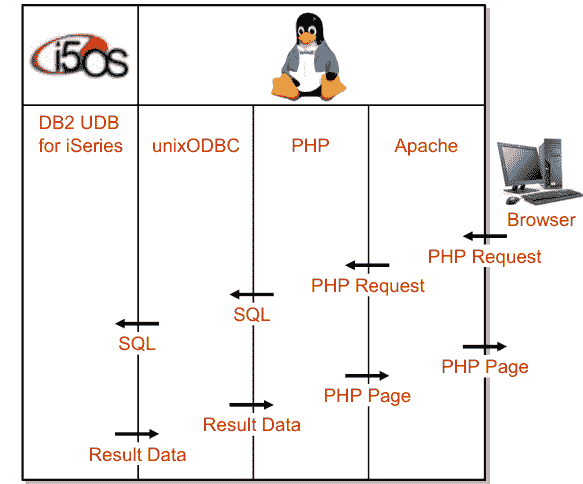 i5OS
DB2 UDB
for iSeries
unixODBC
PHP
Apache
Browser
PHP Request
PHP Request
SQL
SQL
PHP Page
PHP Page
Result Data
Result Data